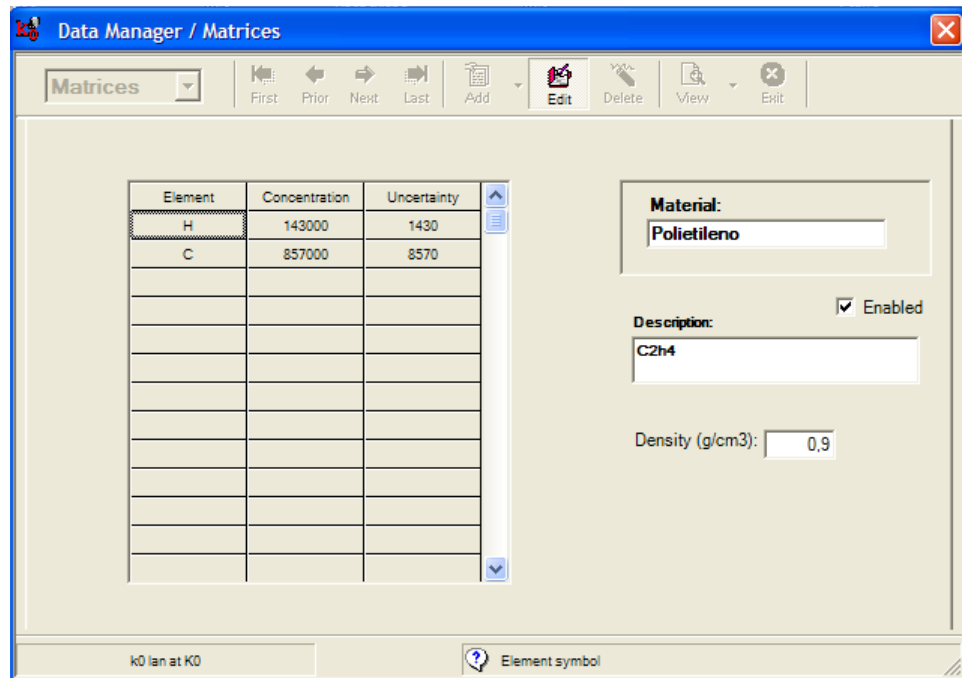 Data Manager / Matrices
Matrices
First Prior Next Last Add Edit Delete View Exit
Element Concentration Uncertainty
H 143000 1430
C 857000 8570
Material:
Polietileno
Enabled
Description:
C2h4
Density (g/cm3): 0,9
k0 Ian at K0
Element symbol